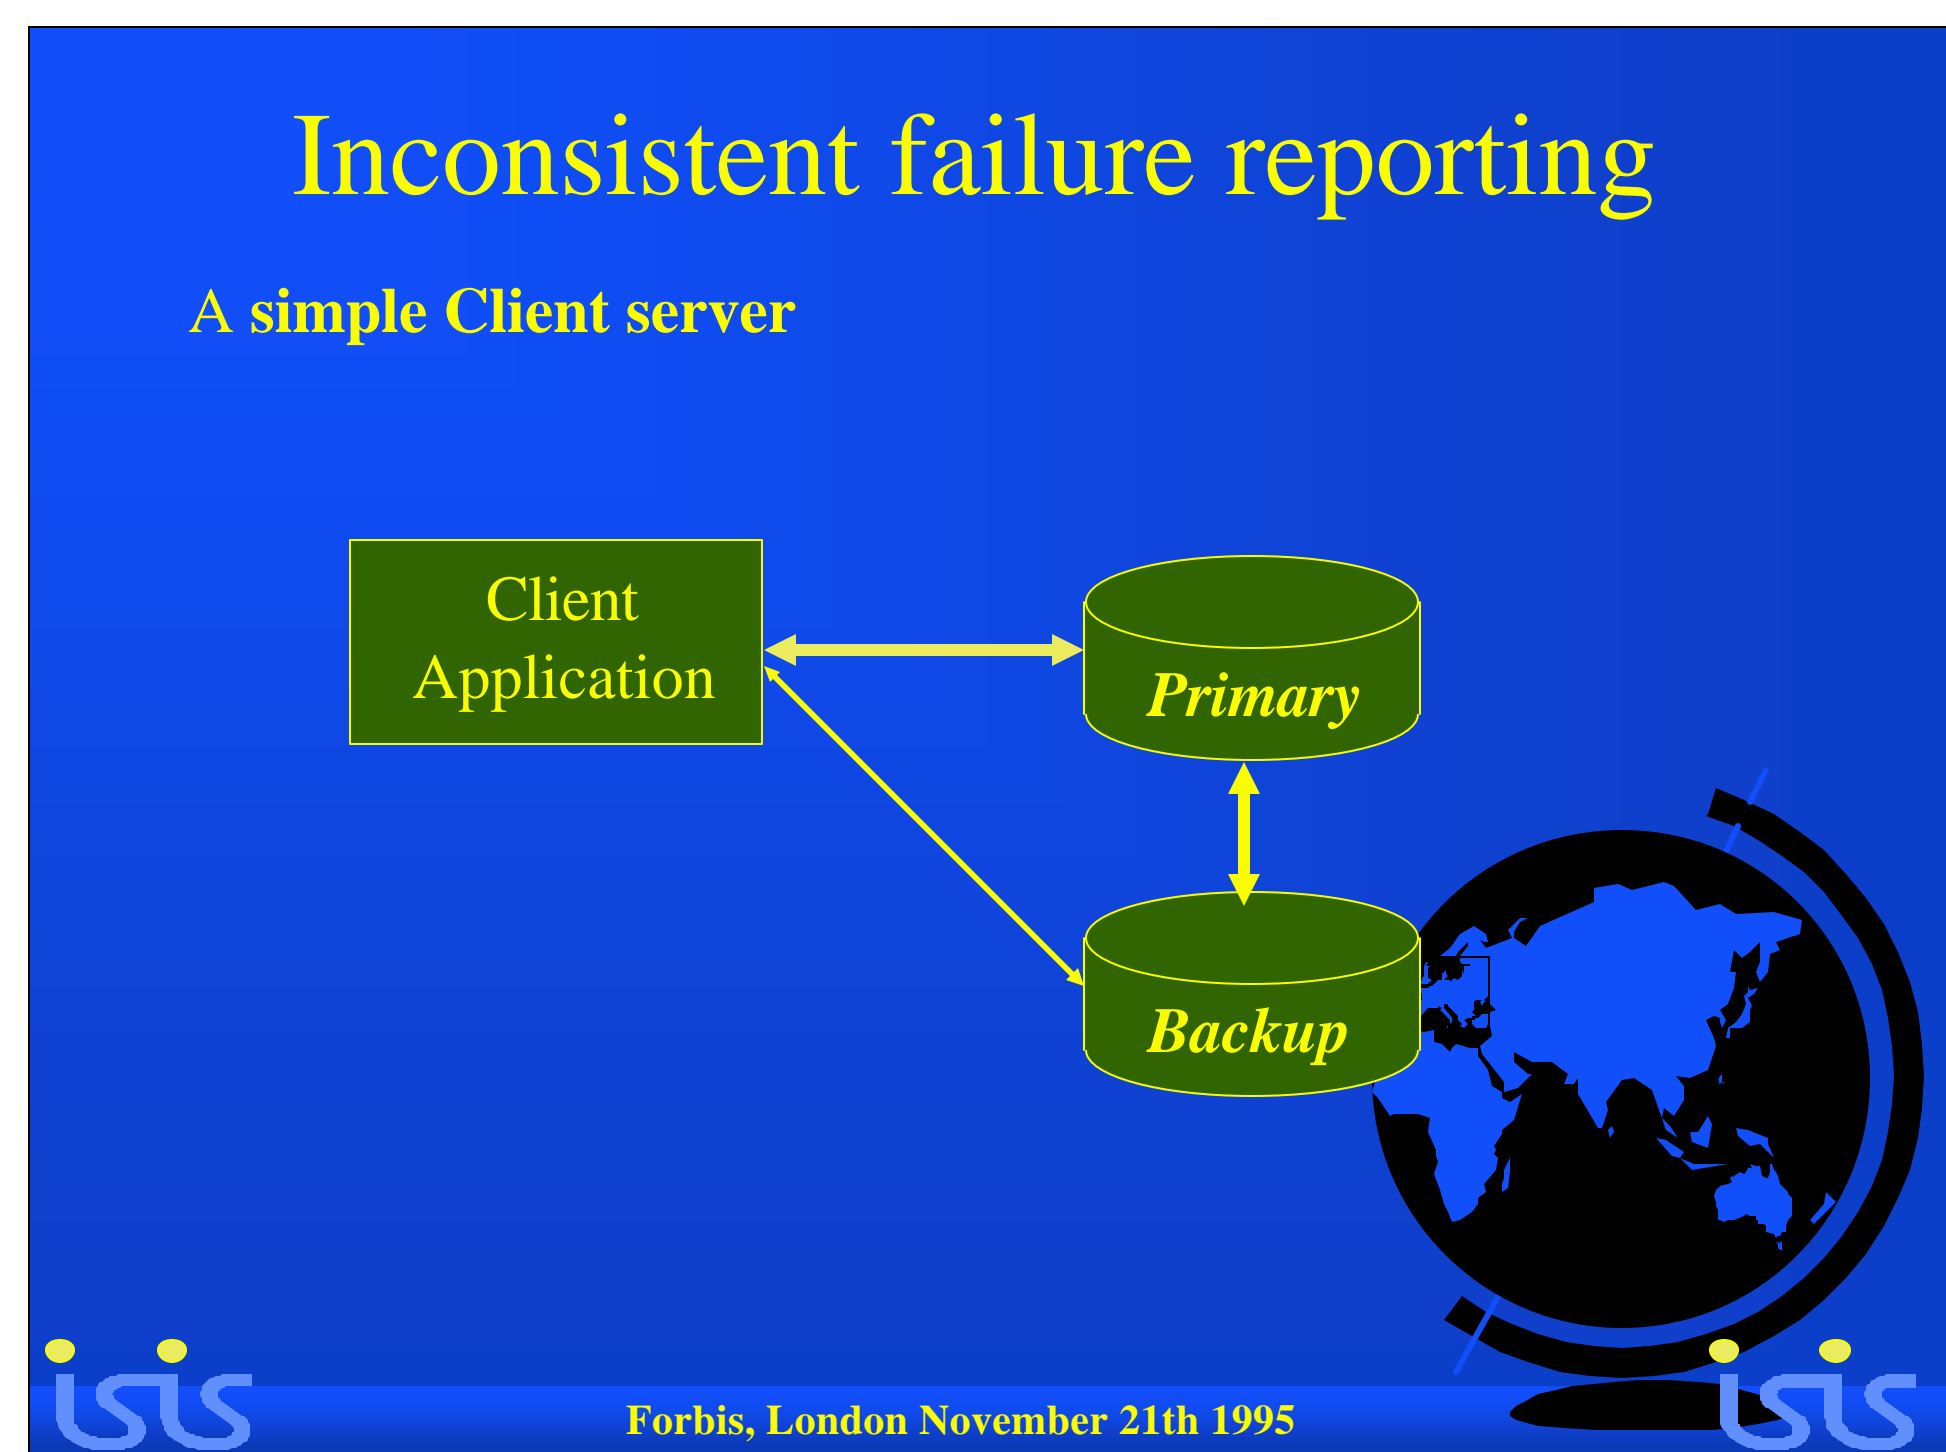 Inconsistent failure reporting
A simple Client server
Client
Application
Primary
Backup
isis
Forbis, London November 21th 1995
isis